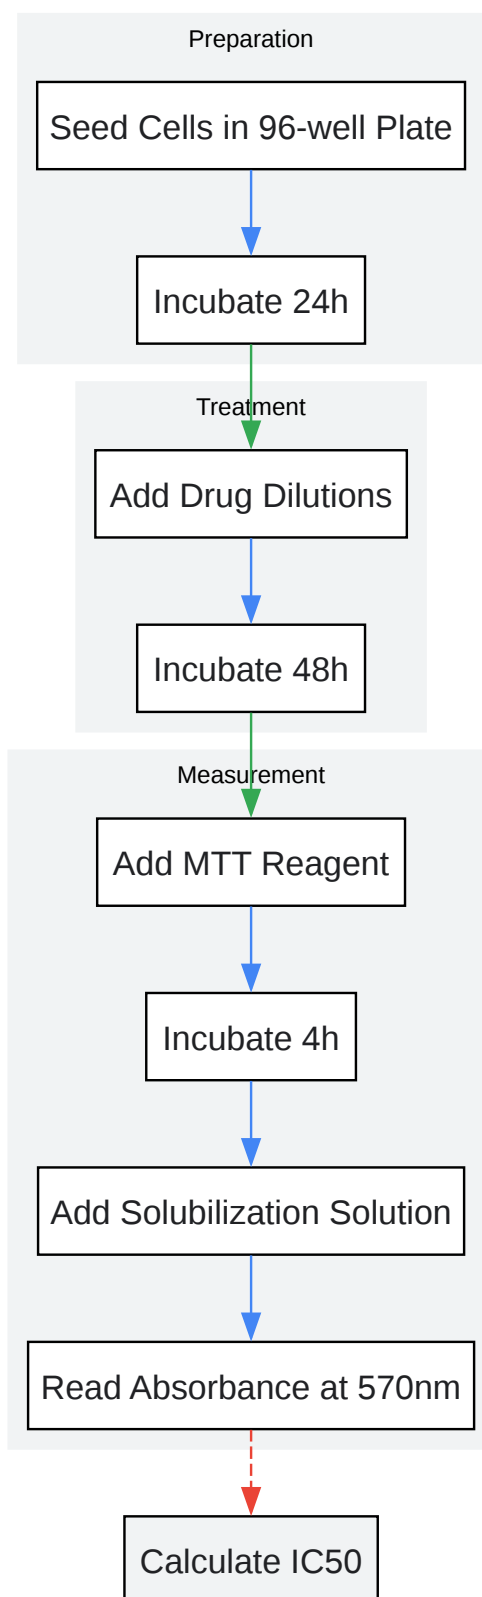 Preparation
Seed Cells in 96-well Plate
Incubate 24h
Treatment
Add Drug Dilutions
Incubate 48h
Measurement
Add MTT Reagent
Incubate 4h
Add Solubilization Solution
Read Absorbance at 570nm
Calculate IC50